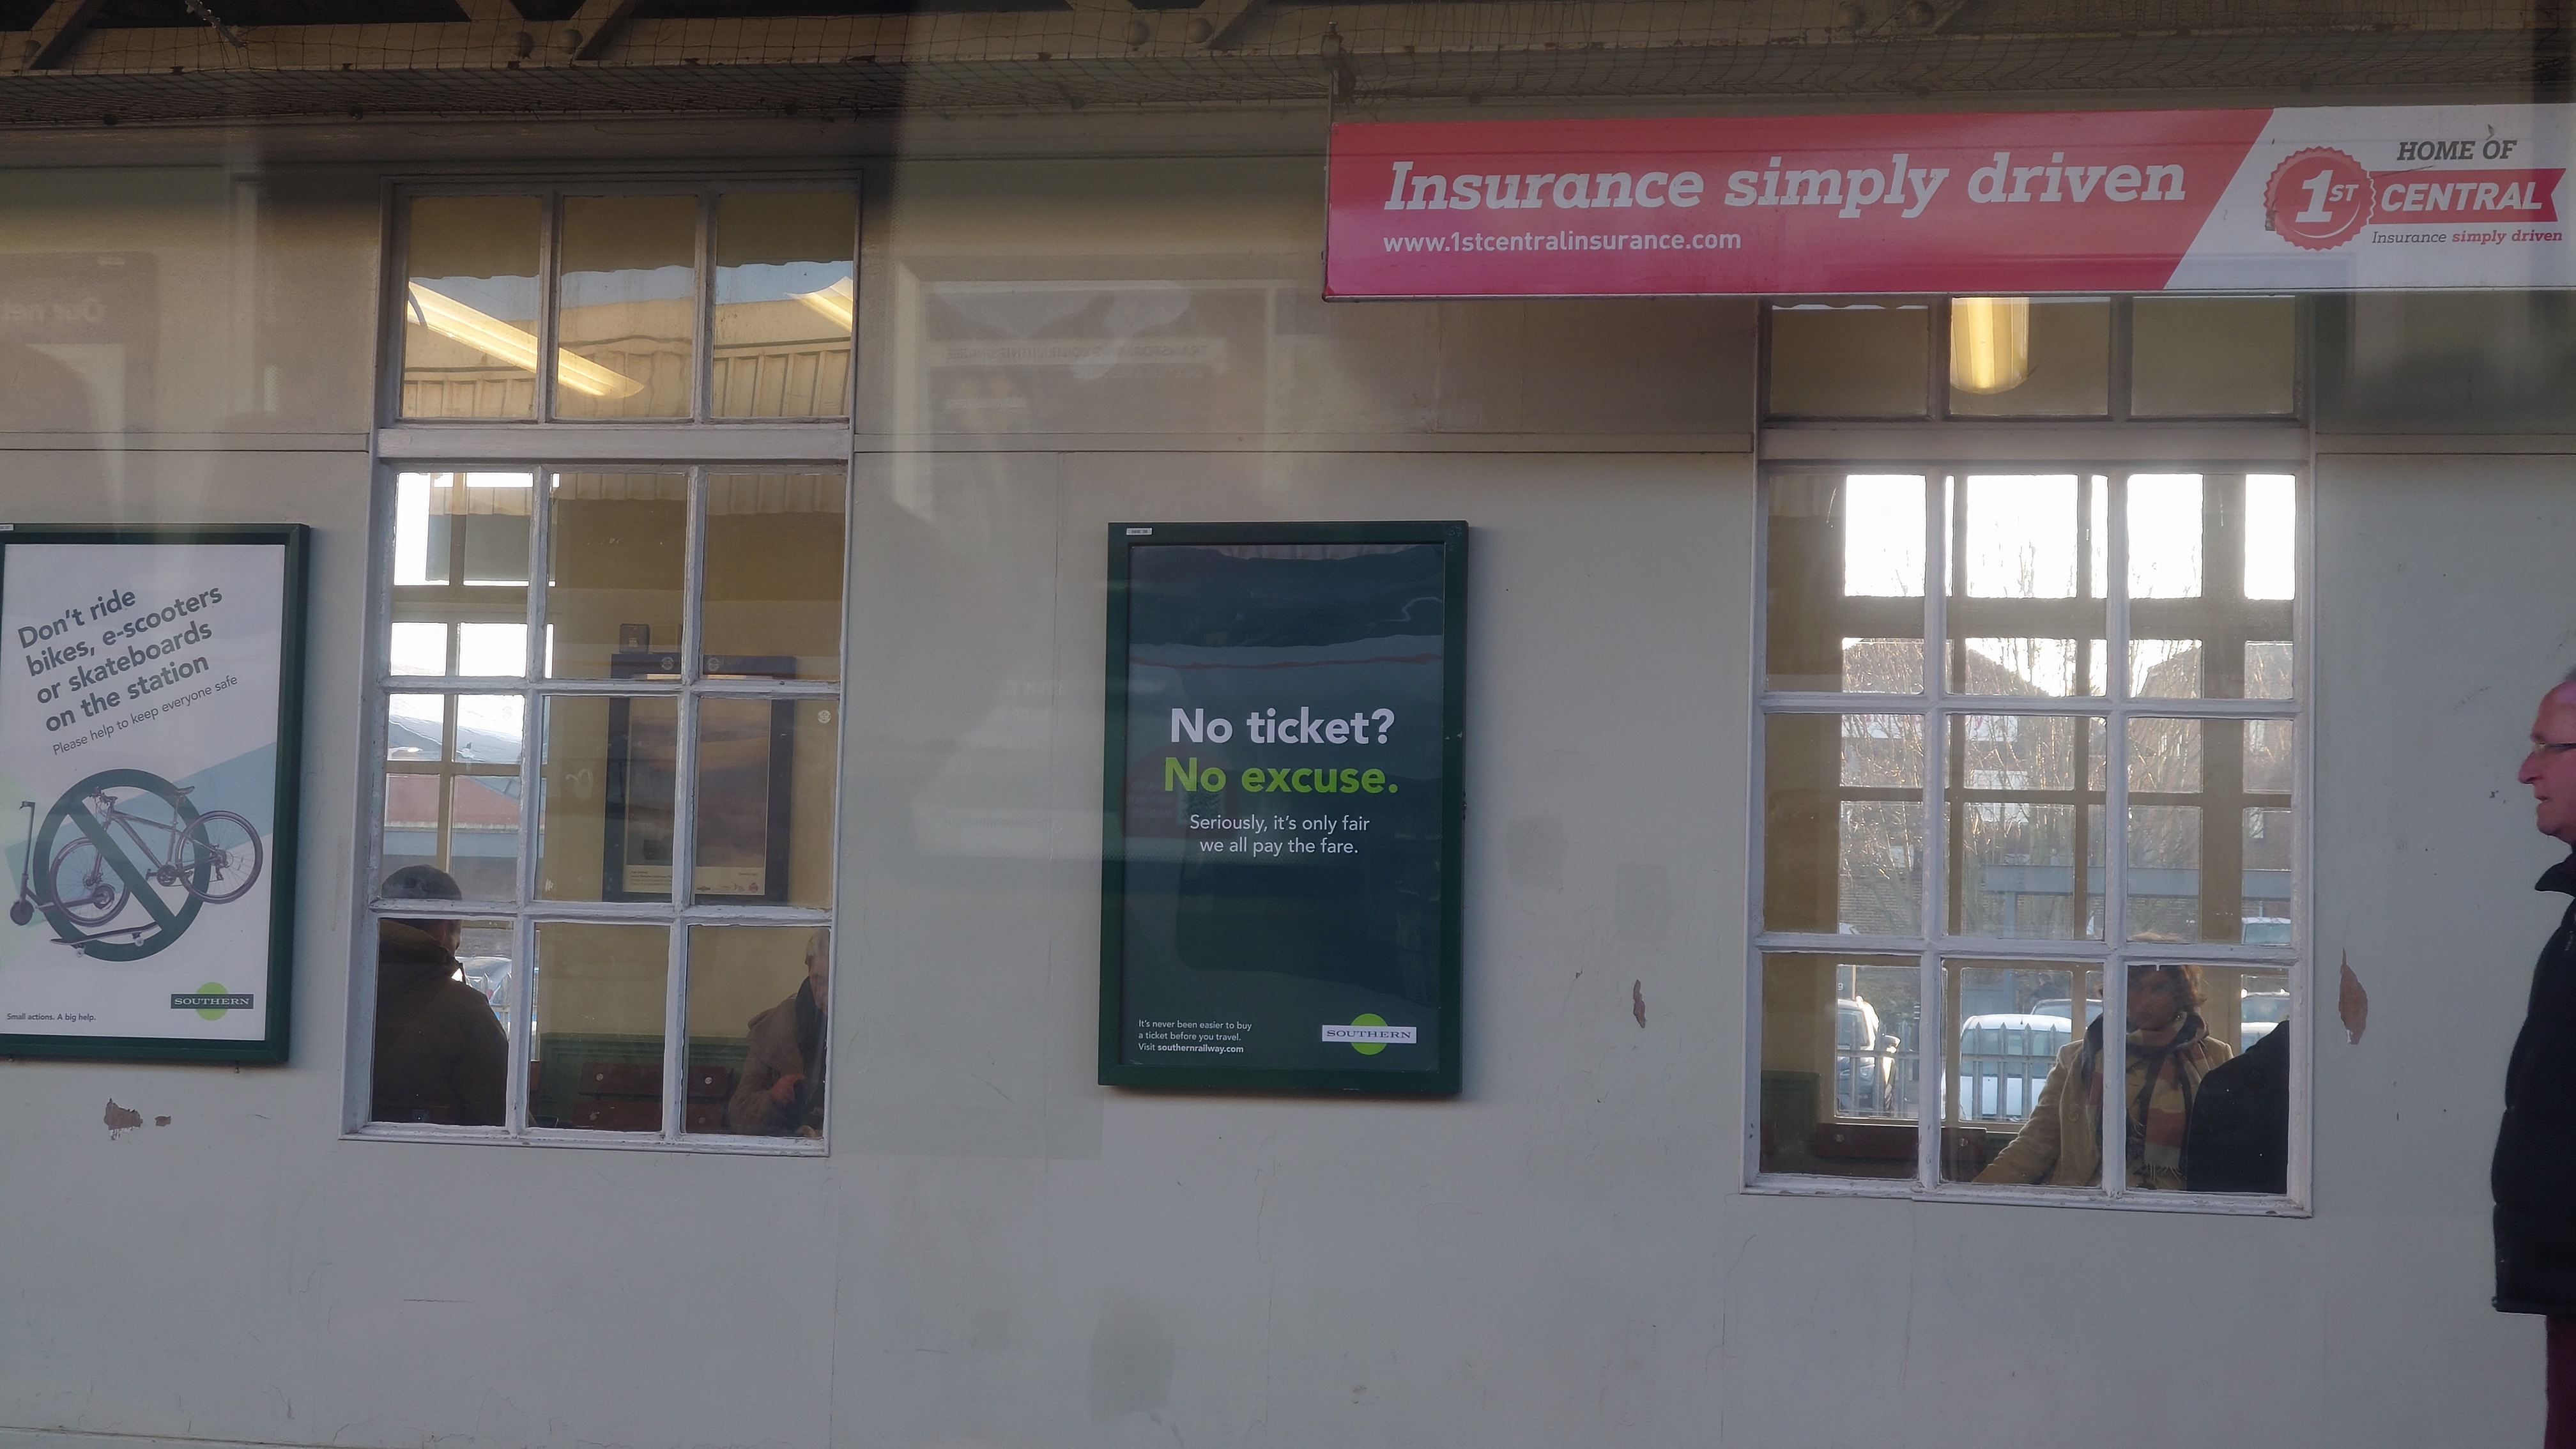 Insurance simply driven
www.1stcentralinsurance.com
HOME OF
1ST CENTRAL
Insurance simply driven
Don't ride
bikes, e-scooters
or skateboards
on the station
Please help to keep everyone safe
SOUTHERN
Small actions. A big help.
No ticket?
No excuse.
Seriously, it's only fair
we all pay the fare.
It's never been easier to buy
a ticket before you travel.
Visit southernrailway.com
SOUTHERN